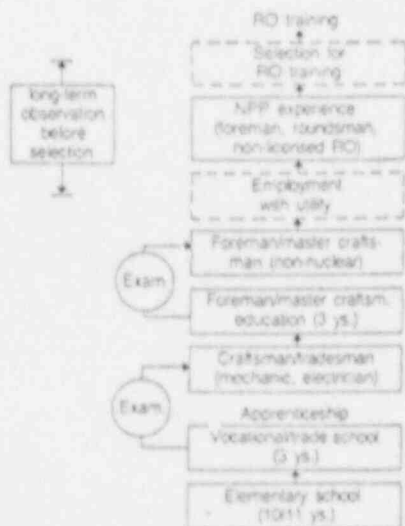 RO training
Selection for
RO training
long-term
observation
before
selection
NPP experience
(foreman, roundsman,
non-licensed RO)
Employment
with utility
Foreman/master crafts-
man (non-nuclear)
Exam
Foreman/master craftsm.
education (3 ys.)
Craftsman/tradesman
(mechanic, electrician)
Exam
Apprenticeship
Vocational/trade school
(3 ys.)
Elementary school
(10/11 ys.)